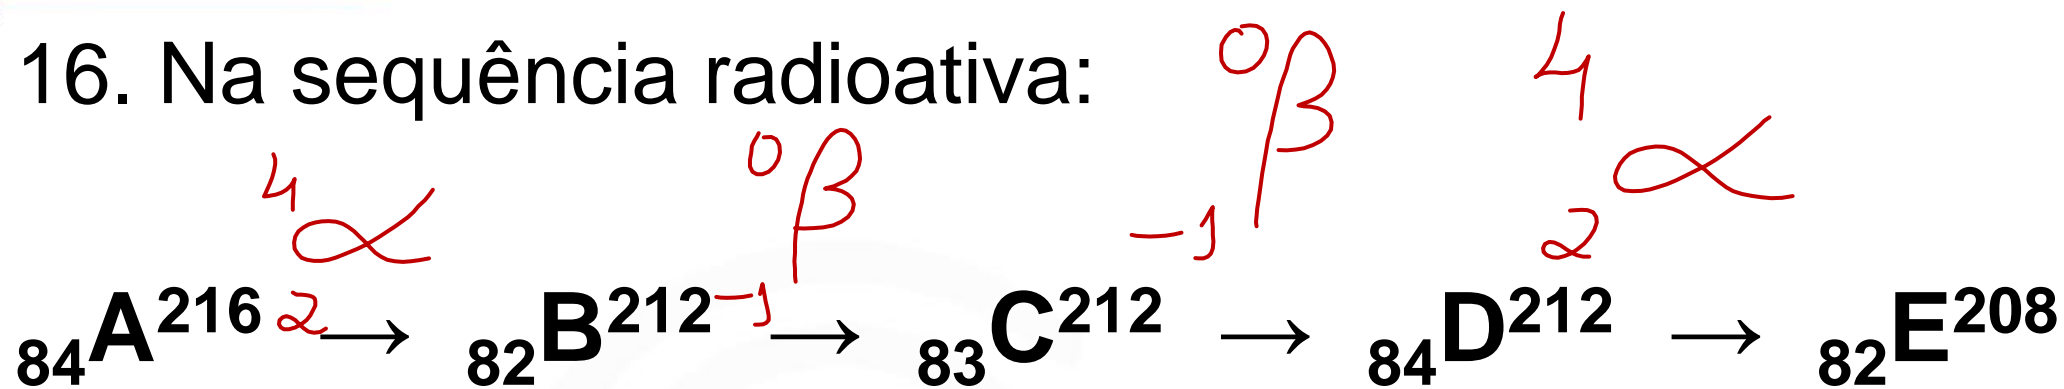 16. Na sequência radioativa:
⁰₋₁β ⁴₂α
⁴₂α ⁰₋₁β
₈₄A²¹⁶ → ₈₂B²¹² → ₈₃C²¹² → ₈₄D²¹² → ₈₂E²⁰⁸